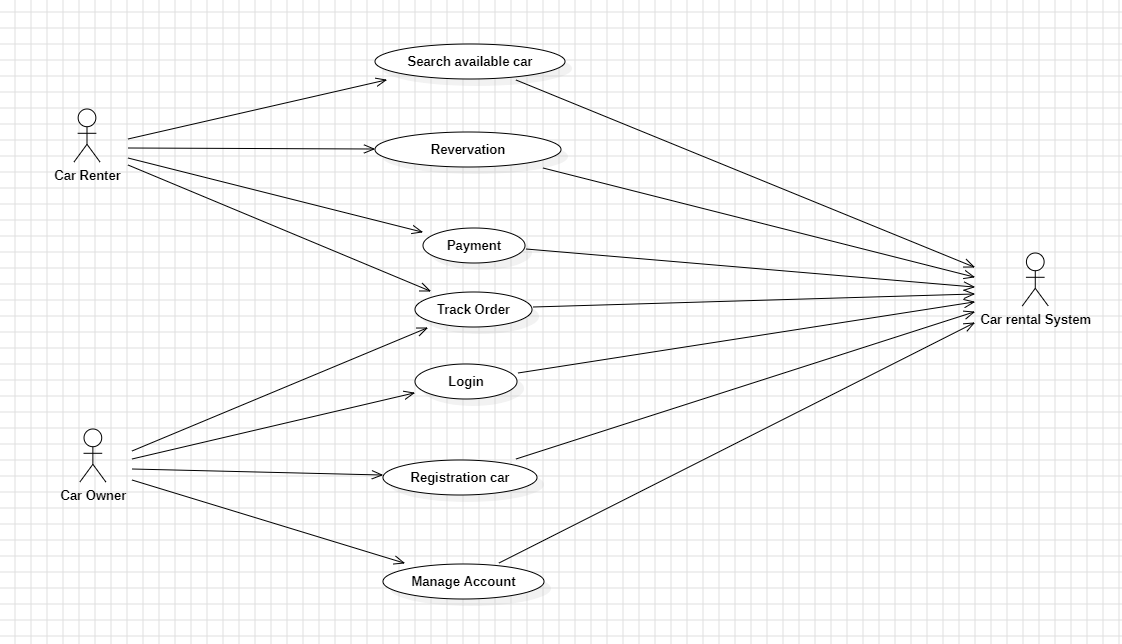 Search available car
Car Renter
Revervation
Payment
Car rental System
Track Order
Login
Car Owner
Registration car
Manage Account